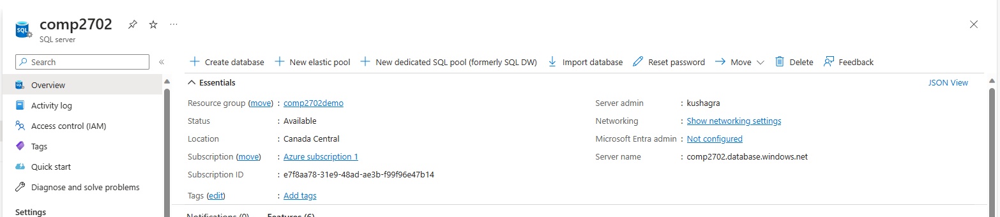 comp2702
SQL server
Search
Create database
New elastic pool
New dedicated SQL pool (formerly SQL DW)
Import database
Reset password
Move
Delete
Feedback
Overview
Activity log
Access control (IAM)
Tags
Quick start
Diagnose and solve problems
Settings
Essentials
JSON View
Resource group (move) : comp2702demo
Status : Available
Location : Canada Central
Subscription (move) : Azure subscription 1
Subscription ID : e7f8aa78-31e9-48ad-ae3b-f99f96e47b14
Tags (edit) : Add tags
Server admin : kushagra
Networking : Show networking settings
Microsoft Entra admin : Not configured
Server name : comp2702.database.windows.net
Notifications (0)
Features (6)